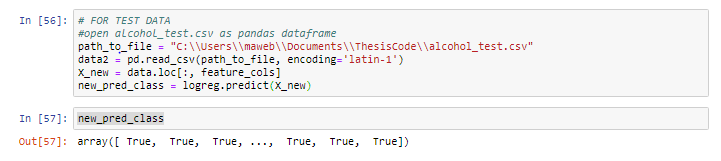 In [56]: # FOR TEST DATA
#open alcohol_test.csv as pandas dataframe
path_to_file = "C:\\Users\\maweb\\Documents\\ThesisCode\\alcohol_test.csv"
data2 = pd.read_csv(path_to_file, encoding='latin-1')
X_new = data.loc[:, feature_cols]
new_pred_class = logreg.predict(X_new)
In [57]: new_pred_class
Out[57]: array([ True,  True,  True, ...,  True,  True,  True])